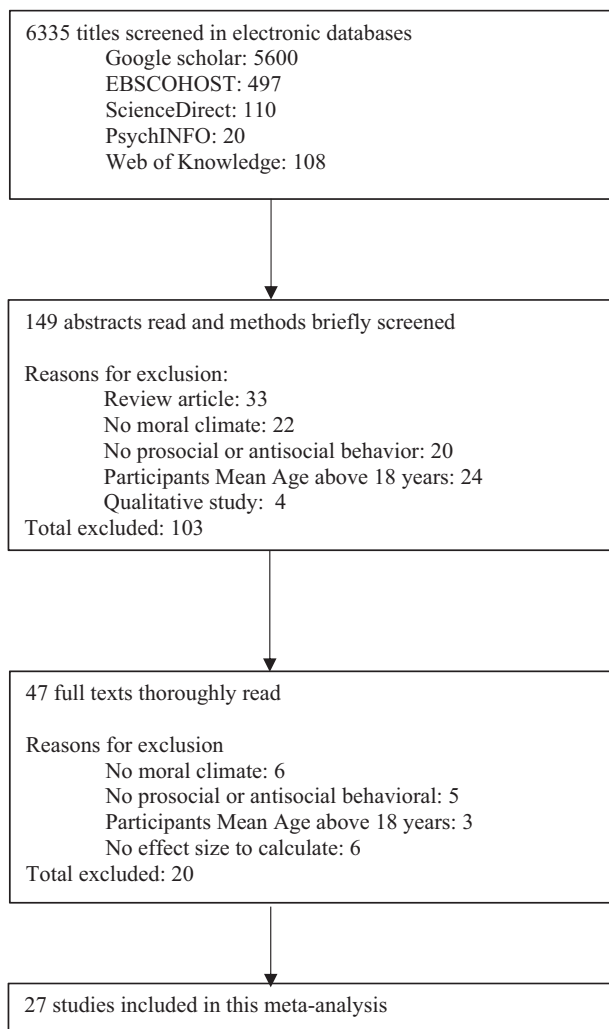 6335 titles screened in electronic databases
Google scholar: 5600
EBSCOHOST: 497
ScienceDirect: 110
PsychINFO: 20
Web of Knowledge: 108
149 abstracts read and methods briefly screened
Reasons for exclusion:
Review article: 33
No moral climate: 22
No prosocial or antisocial behavior: 20
Participants Mean Age above 18 years: 24
Qualitative study: 4
Total excluded: 103
47 full texts thoroughly read
Reasons for exclusion
No moral climate: 6
No prosocial or antisocial behavioral: 5
Participants Mean Age above 18 years: 3
No effect size to calculate: 6
Total excluded: 20
27 studies included in this meta-analysis